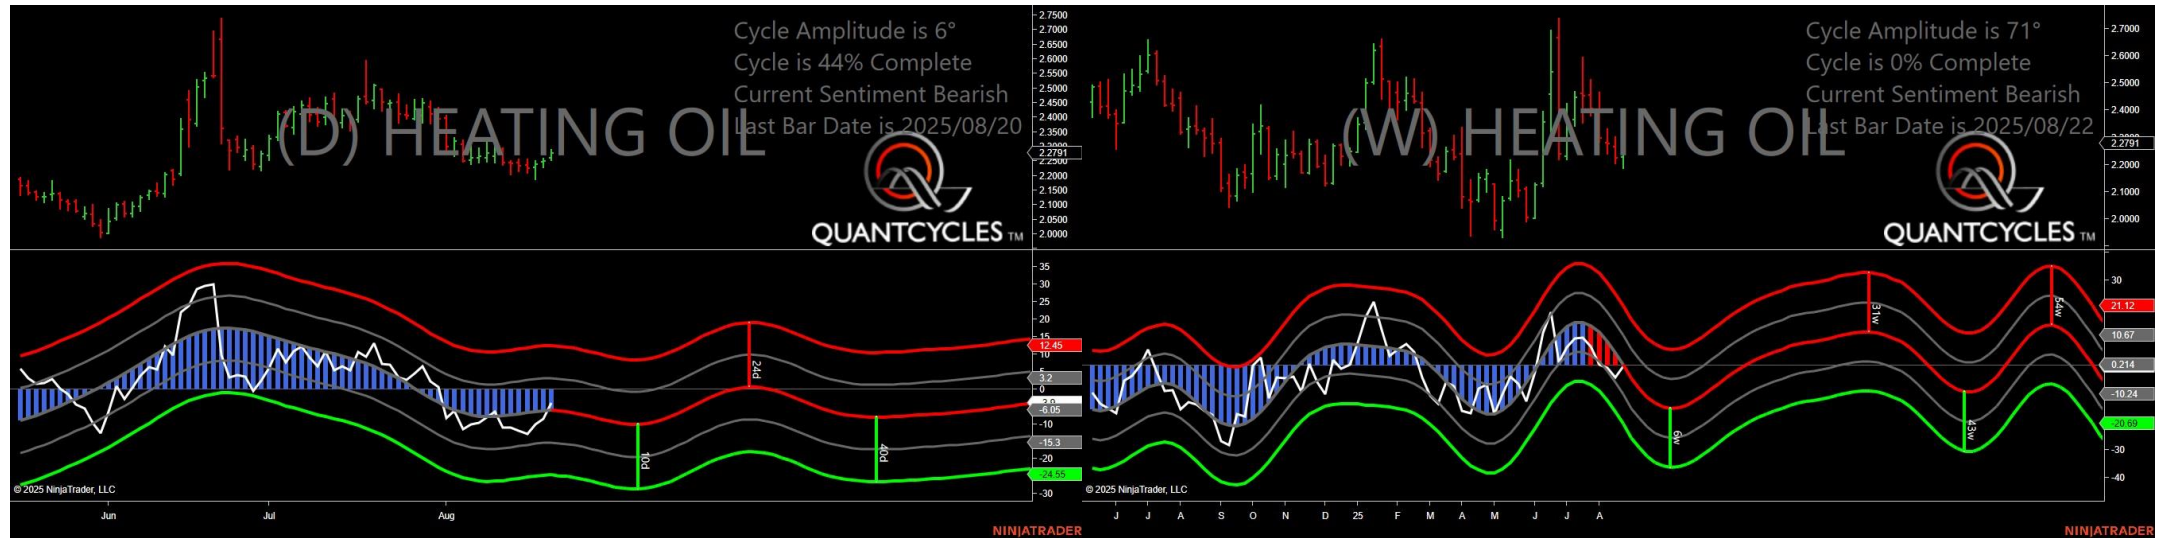 Cycle Amplitude is 6°
Cycle is 44% Complete
Current Sentiment Bearish
Last Bar Date is 2025/08/20
(D) HEATING OIL
QUANTCYCLES TM
2.7500
2.7000
2.6500
2.6000
2.5500
2.5000
2.4500
2.4000
2.3500
2.2791
2.2500
2.2000
2.1500
2.1000
2.0500
2.0000
35
30
25
20
15
12.45
10
3.2
0
-6.05
-10
-15.3
-20
-24.55
-30
24d
10d
40d
© 2025 NinjaTrader, LLC
Jun Jul Aug
NINJATRADER
Cycle Amplitude is 71°
Cycle is 0% Complete
Current Sentiment Bearish
Last Bar Date is 2025/08/22
(W) HEATING OIL
QUANTCYCLES TM
2.7000
2.6000
2.5000
2.4000
2.2791
2.2000
2.1000
2.0000
30
21.12
10.67
0.214
-10.24
-20.69
-30
-40
31w
54w
6w
43w
© 2025 NinjaTrader, LLC
J J A S O N D 25 F M A M J J A
NINJATRADER